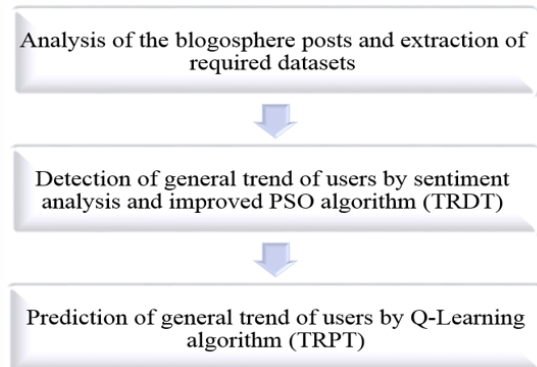 Analysis of the blogosphere posts and extraction of
required datasets
Detection of general trend of users by sentiment
analysis and improved PSO algorithm (TRDT)
Prediction of general trend of users by Q-Learning
algorithm (TRPT)